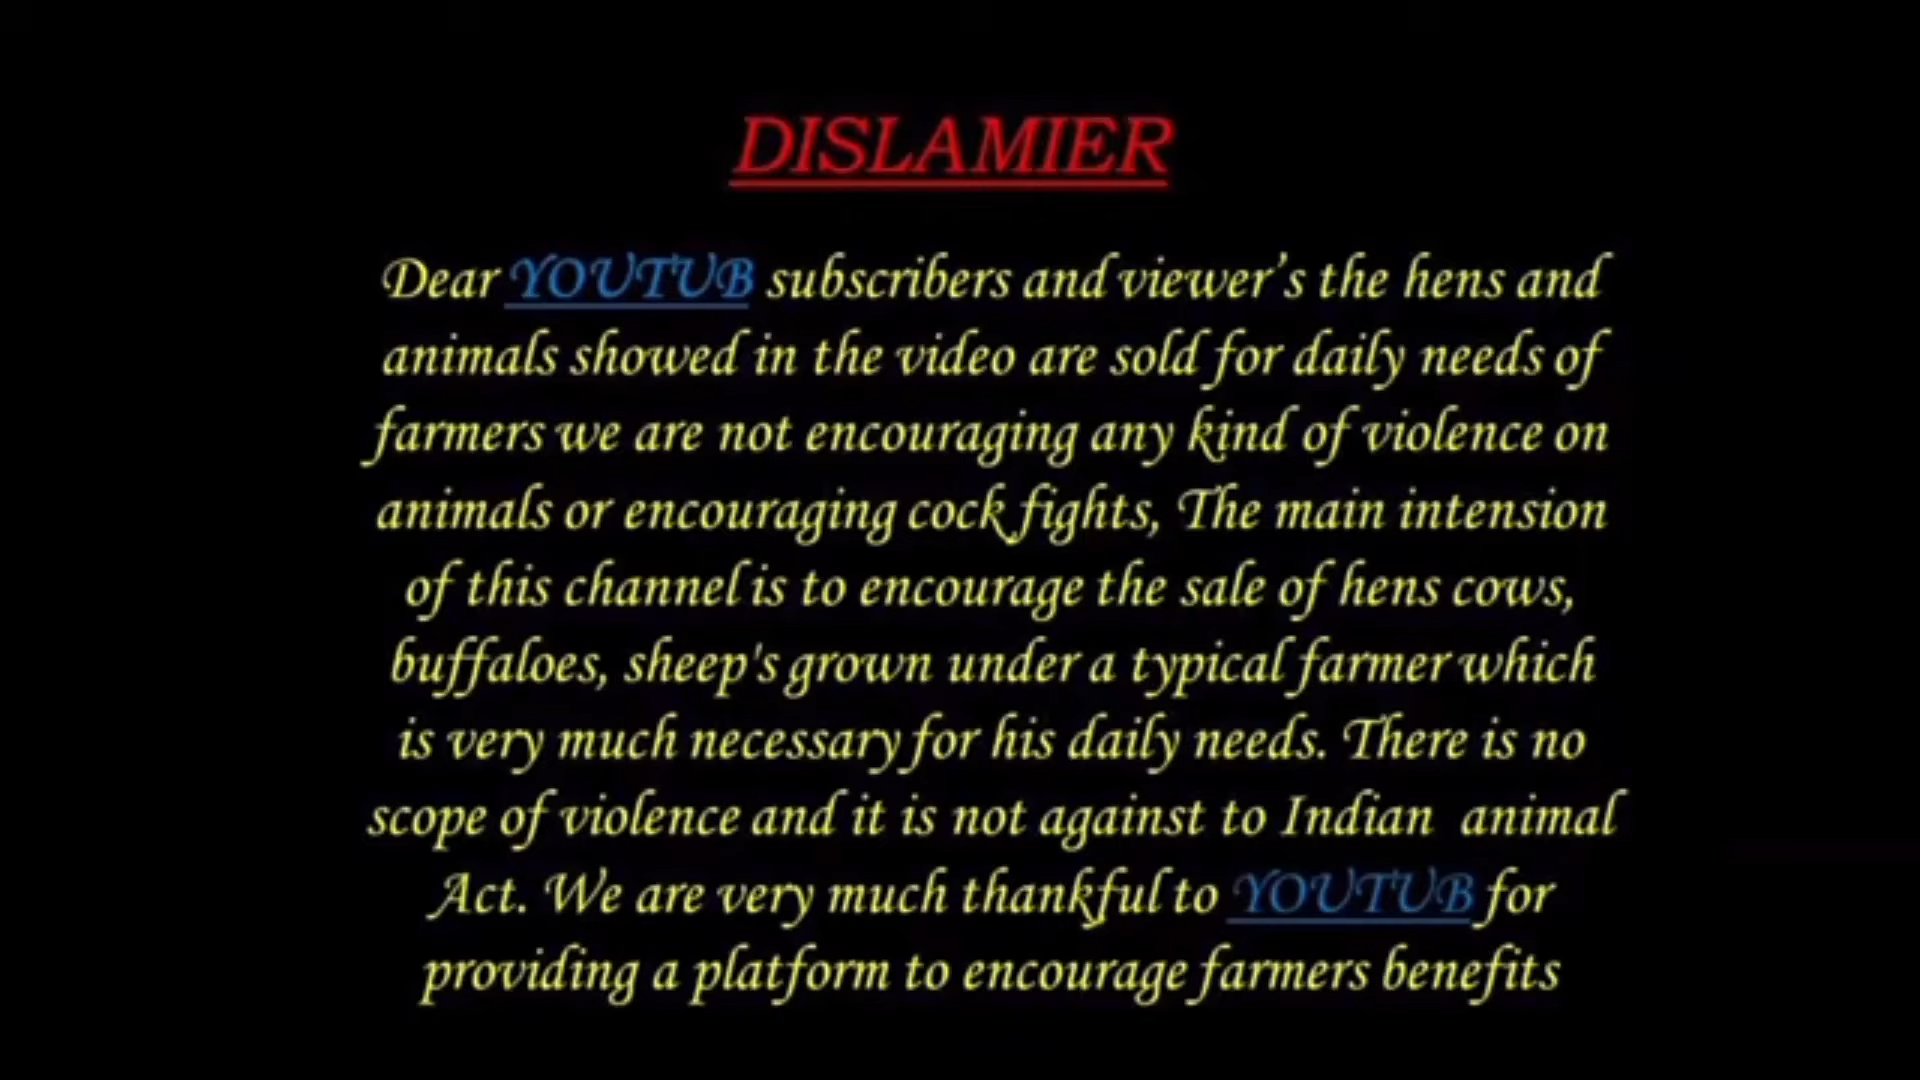 DISLAMIER
Dear YOUTUB subscribers and viewer's the hens and
animals showed in the video are sold for daily needs of
farmers we are not encouraging any kind of violence on
animals or encouraging cock fights, The main intension
of this channel is to encourage the sale of hens cows,
buffaloes, sheep's grown under a typical farmer which
is very much necessary for his daily needs. There is no
scope of violence and it is not against to Indian animal
Act. We are very much thankful to YOUTUB for
providing a platform to encourage farmers benefits